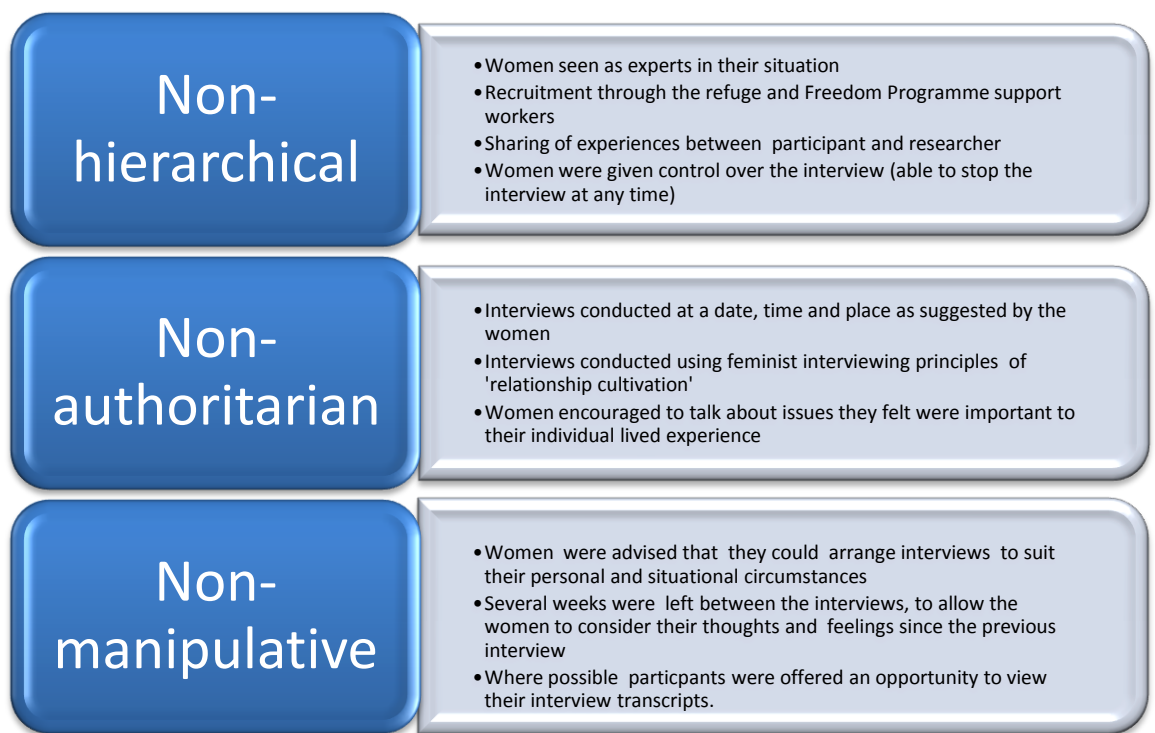 Non-
hierarchical
•Women seen as experts in their situation
•Recruitment through the refuge and Freedom Programme support
workers
•Sharing of experiences between participant and researcher
•Women were given control over the interview (able to stop the
interview at any time)
Non-
authoritarian
•Interviews conducted at a date, time and place as suggested by the
women
•Interviews conducted using feminist interviewing principles of
'relationship cultivation'
•Women encouraged to talk about issues they felt were important to
their individual lived experience
Non-
manipulative
•Women were advised that they could arrange interviews to suit
their personal and situational circumstances
•Several weeks were left between the interviews, to allow the
women to consider their thoughts and feelings since the previous
interview
•Where possible particpants were offered an opportunity to view
their interview transcripts.